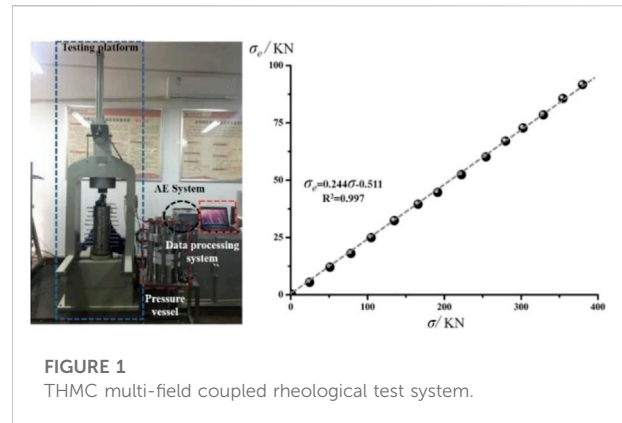 Testing platform
AE System
Data processing
system
Pressure
vessel
σₑ/ KN
100
75
50
25
0
σₑ=0.244σ-0.511
R²=0.997
0
100
200
300
400
σ/ KN
FIGURE 1
THMC multi-field coupled rheological test system.